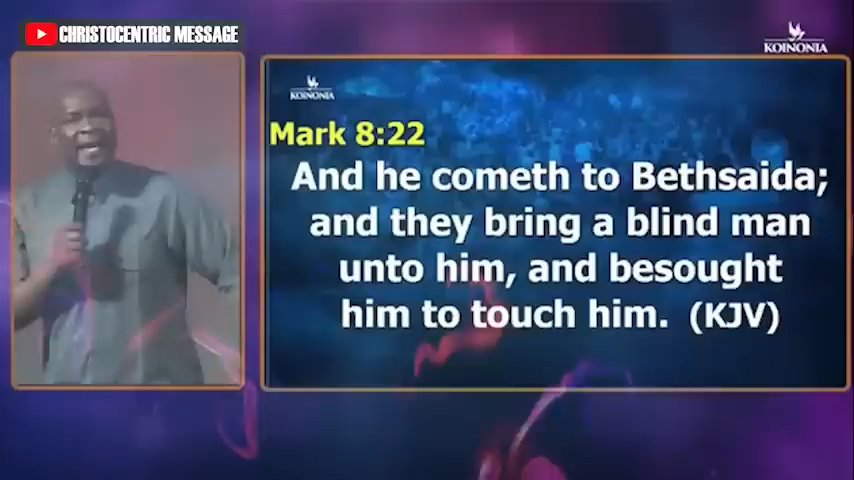 CHRISTOCENTRIC MESSAGE
KOINONIA
KOINONIA
Mark 8:22
And he cometh to Bethsaida;
and they bring a blind man
unto him, and besought
him to touch him. (KJV)